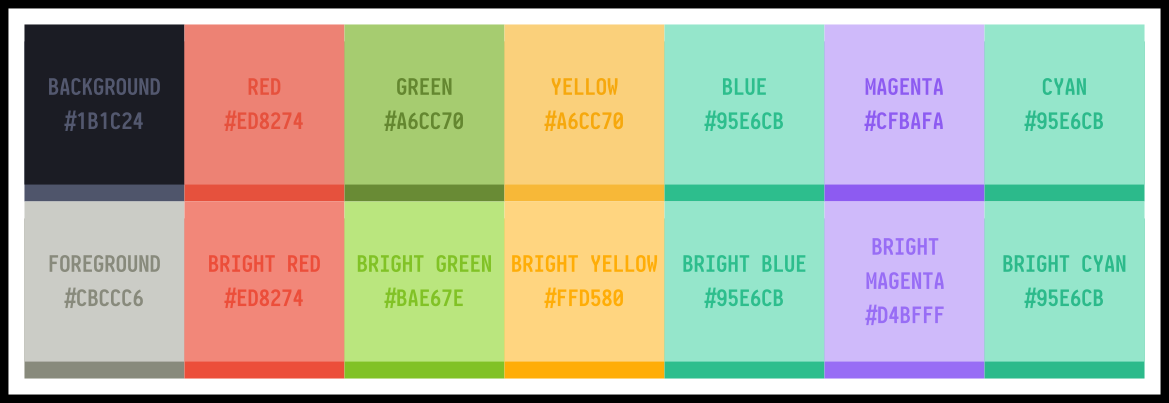 BACKGROUND
#1B1C24
RED
#ED8274
GREEN
#A6CC70
YELLOW
#A6CC70
BLUE
#95E6CB
MAGENTA
#CFBAFA
CYAN
#95E6CB
FOREGROUND
#CBCCC6
BRIGHT RED
#ED8274
BRIGHT GREEN
#BAE67E
BRIGHT YELLOW
#FFD580
BRIGHT BLUE
#95E6CB
BRIGHT
MAGENTA
#D4BFFF
BRIGHT CYAN
#95E6CB